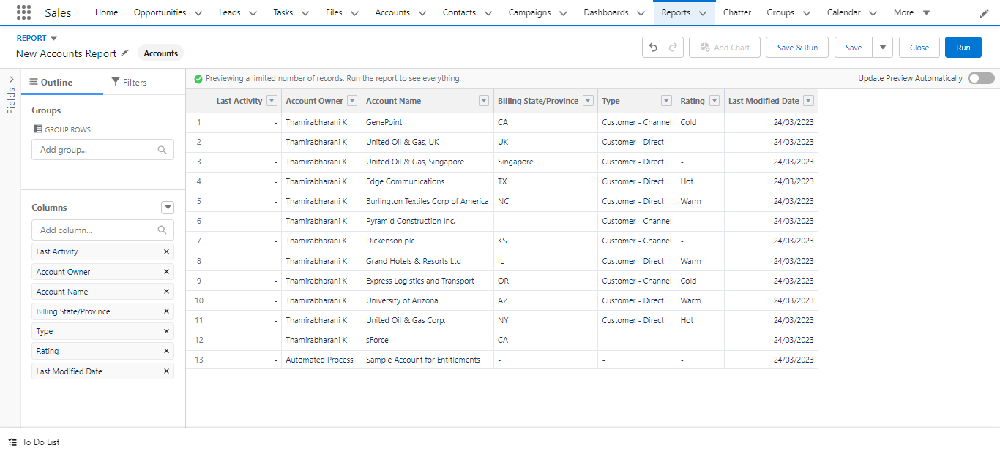 Sales Home Opportunities Leads Tasks Files Accounts Contacts Campaigns Dashboards Reports Chatter Groups Calendar More
REPORT
New Accounts Report Accounts
Add Chart Save & Run Save Close Run
Fields
Outline Filters
Groups
GROUP ROWS
Add group...
Columns
Add column...
Last Activity
Account Owner
Account Name
Billing State/Province
Type
Rating
Last Modified Date
Previewing a limited number of records. Run the report to see everything. Update Preview Automatically
Last Activity Account Owner Account Name Billing State/Province Type Rating Last Modified Date
1 - Thamirabharani K GenePoint CA Customer - Channel Cold 24/03/2023
2 - Thamirabharani K United Oil & Gas, UK UK Customer - Direct - 24/03/2023
3 - Thamirabharani K United Oil & Gas, Singapore Singapore Customer - Direct - 24/03/2023
4 - Thamirabharani K Edge Communications TX Customer - Direct Hot 24/03/2023
5 - Thamirabharani K Burlington Textiles Corp of America NC Customer - Direct Warm 24/03/2023
6 - Thamirabharani K Pyramid Construction Inc. - Customer - Channel - 24/03/2023
7 - Thamirabharani K Dickenson plc KS Customer - Channel - 24/03/2023
8 - Thamirabharani K Grand Hotels & Resorts Ltd IL Customer - Direct Warm 24/03/2023
9 - Thamirabharani K Express Logistics and Transport OR Customer - Channel Cold 24/03/2023
10 - Thamirabharani K University of Arizona AZ Customer - Direct Warm 24/03/2023
11 - Thamirabharani K United Oil & Gas Corp. NY Customer - Direct Hot 24/03/2023
12 - Thamirabharani K sForce CA - - 24/03/2023
13 - Automated Process Sample Account for Entitlements - - - 24/03/2023
To Do List